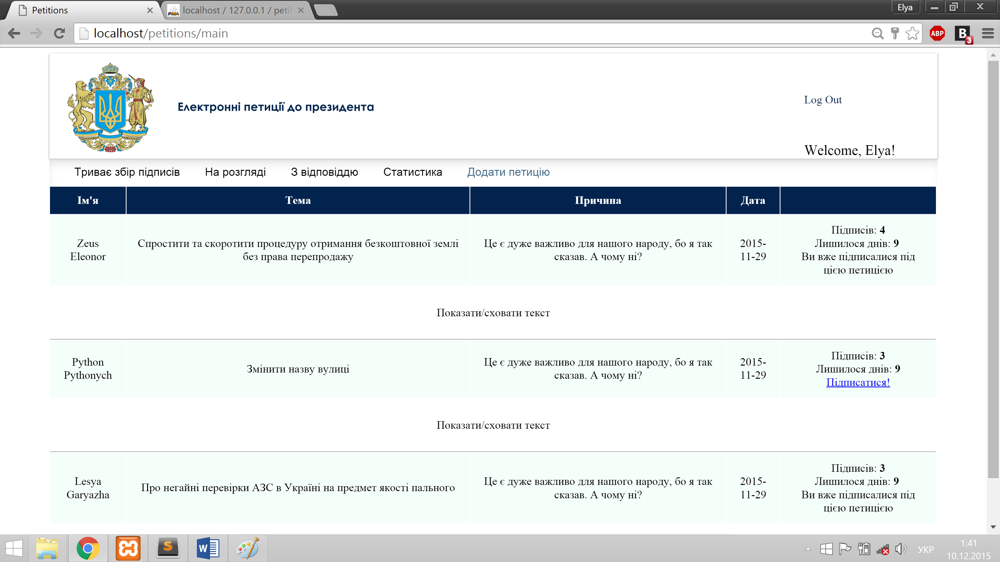 Petitions
localhost / 127.0.0.1 / peti
Elya
localhost/petitions/main
ABP
B
3
Електронні петиції до президента
Log Out
Welcome, Elya!
Триває збір підписів На розгляді З відповіддю Статистика Додати петицію
Ім'я Тема Причина Дата
Zeus
Eleonor
Спростити та скоротити процедуру отримання безкоштовної землі
без права перепродажу
Це є дуже важливо для нашого народу, бо я так
сказав. А чому ні?
2015-
11-29
Підписів: 4
Лишилося днів: 9
Ви вже підписалися під
цією петицією
Показати/сховати текст
Python
Pythonych
Змінити назву вулиці
Це є дуже важливо для нашого народу, бо я так
сказав. А чому ні?
2015-
11-29
Підписів: 3
Лишилося днів: 9
Підписатися!
Показати/сховати текст
Lesya
Garyazha
Про негайні перевірки АЗС в Україні на предмет якості пального
Це є дуже важливо для нашого народу, бо я так
сказав. А чому ні?
2015-
11-29
Підписів: 3
Лишилося днів: 9
Ви вже підписалися під
цією петицією
S
W
УКР
1:41
10.12.2015